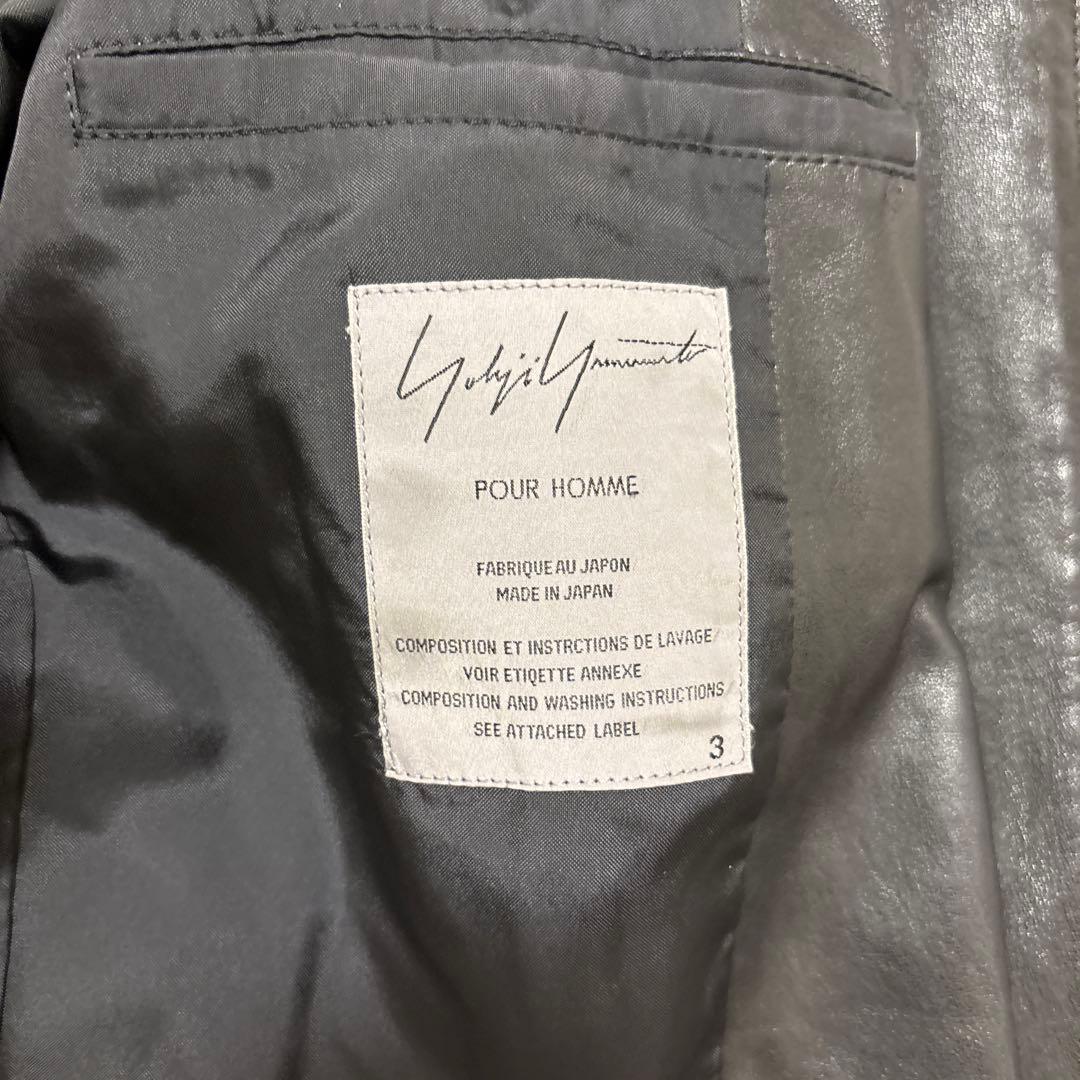 Yohji Yamamoto
POUR HOMME
FABRIQUE AU JAPON
MADE IN JAPAN
COMPOSITION ET INSTRCTIONS DE LAVAGE/
VOIR ETIQETTE ANNEXE
COMPOSITION AND WASHING INSTRUCTIONS/
SEE ATTACHED LABEL
3